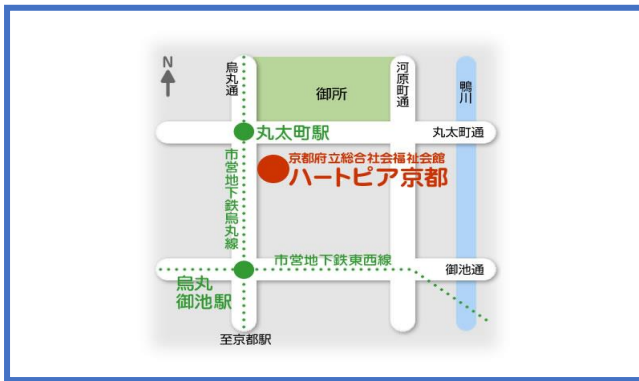 N
烏丸通
御所
河原町通
鴨川
丸太町駅
丸太町通
京都府立総合社会福祉会館
ハートピア京都
市営地下鉄烏丸線
市営地下鉄東西線
御池通
烏丸
御池駅
至京都駅